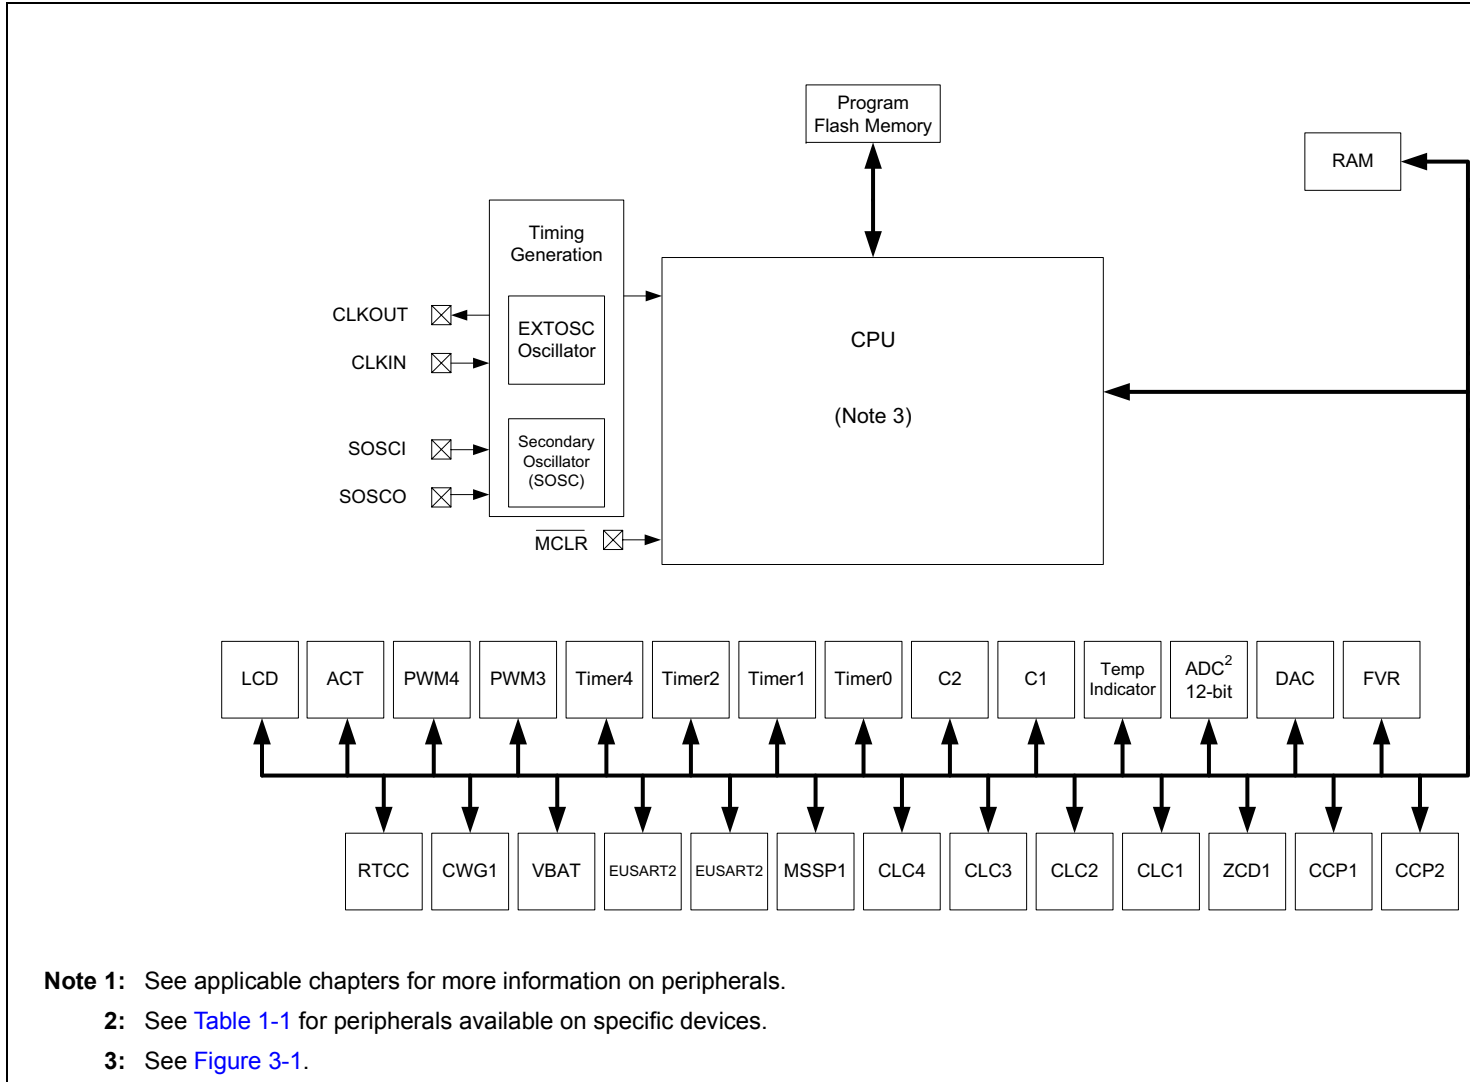 Program
Flash Memory
RAM
Timing
Generation
CLKOUT
EXTOSC
Oscillator
CLKIN
CPU
(Note 3)
SOSCI
Secondary
Oscillator
(SOSC)
SOSCO
MCLR
LCD
ACT
PWM4
PWM3
Timer4
Timer2
Timer1
Timer0
C2
C1
Temp
Indicator
ADC2
12-bit
DAC
FVR
RTCC
CWG1
VBAT
EUSART2
EUSART2
MSSP1
CLC4
CLC3
CLC2
CLC1
ZCD1
CCP1
CCP2
Note 1: See applicable chapters for more information on peripherals.
2: See Table 1-1 for peripherals available on specific devices.
3: See Figure 3-1.